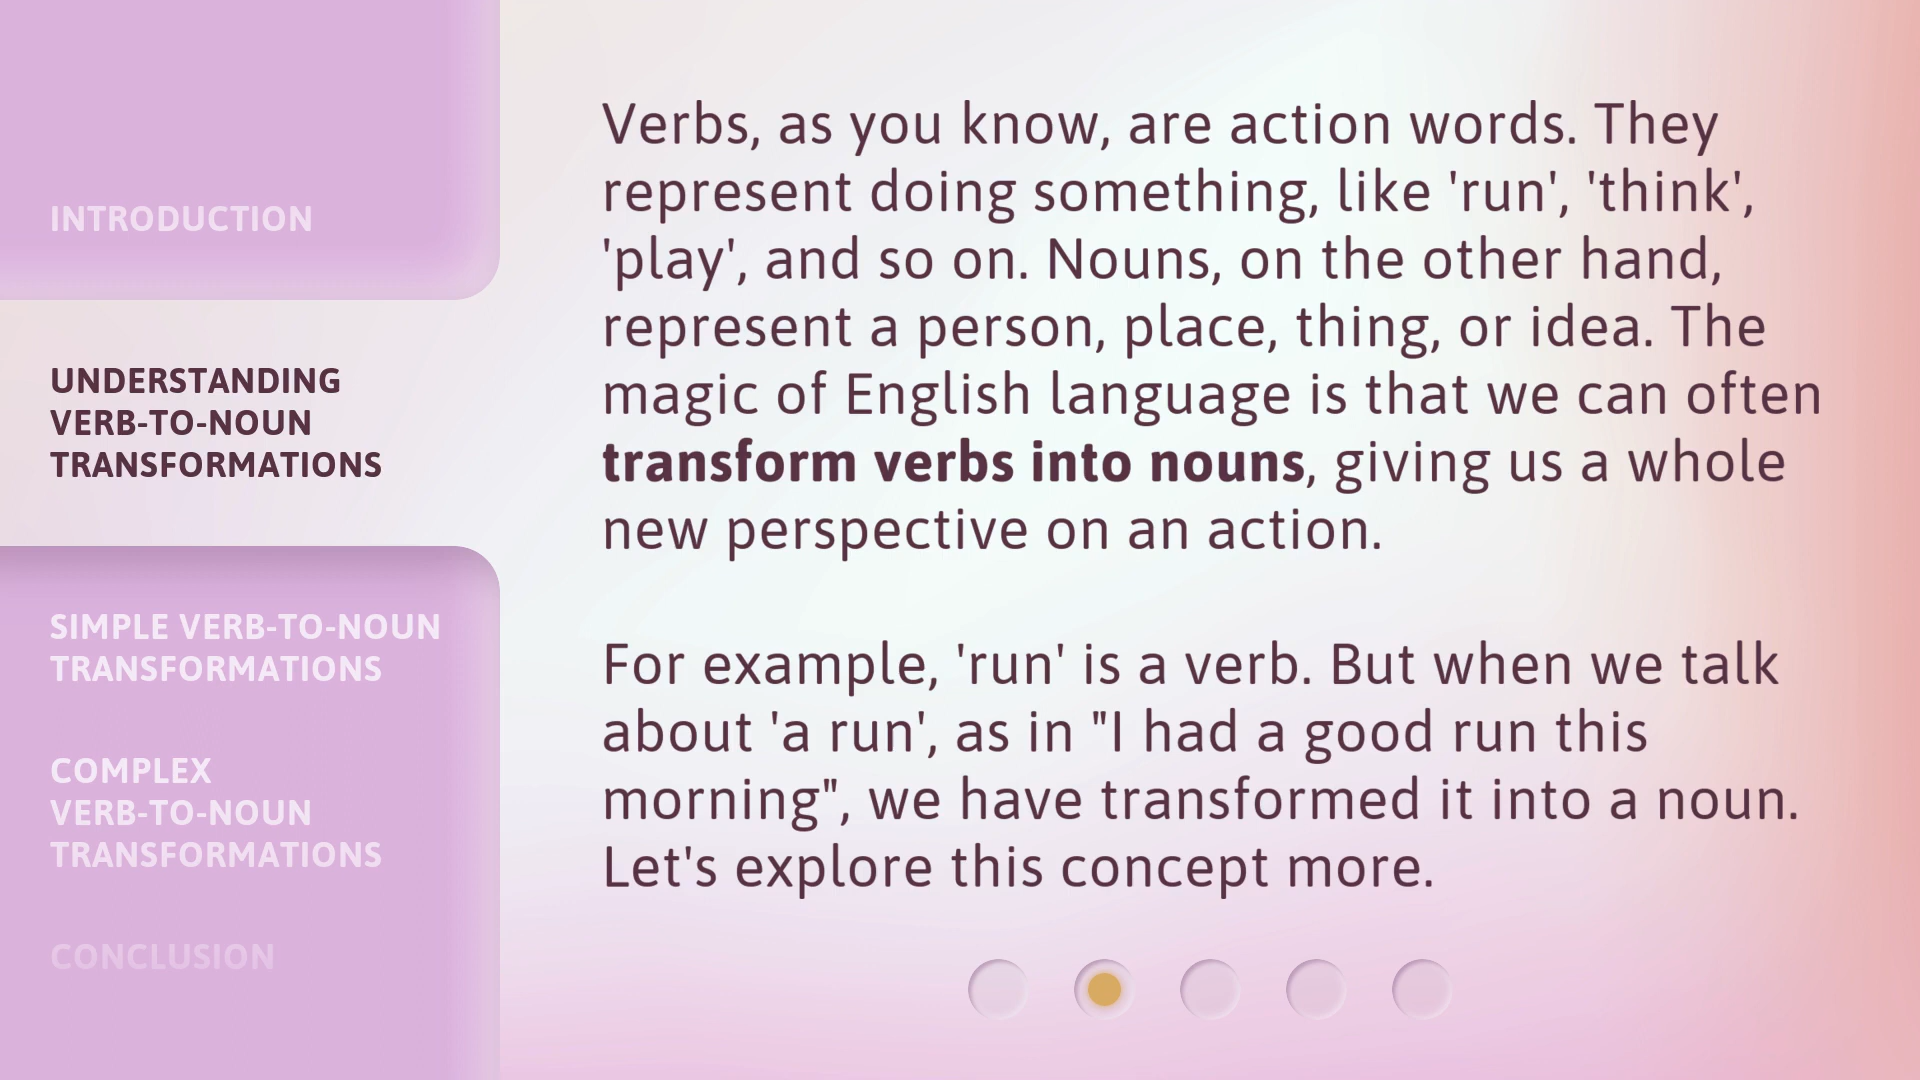 INTRODUCTION
UNDERSTANDING
VERB-TO-NOUN
TRANSFORMATIONS
SIMPLE VERB-TO-NOUN
TRANSFORMATIONS
COMPLEX
VERB-TO-NOUN
TRANSFORMATIONS
CONCLUSION
Verbs, as you know, are action words. They
represent doing something, like 'run', 'think',
'play', and so on. Nouns, on the other hand,
represent a person, place, thing, or idea. The
magic of English language is that we can often
transform verbs into nouns, giving us a whole
new perspective on an action.
For example, 'run' is a verb. But when we talk
about 'a run', as in "I had a good run this
morning", we have transformed it into a noun.
Let's explore this concept more.